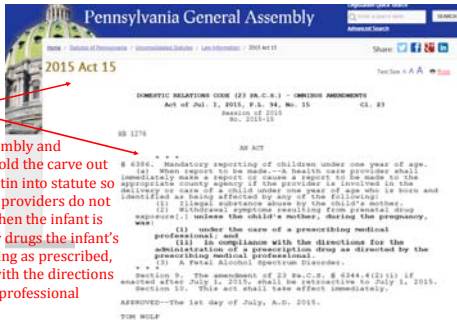 Pennsylvania General Assembly
SEARCH
Advanced Search
Home / Statutes of Pennsylvania / Unconsolidated Statutes / Law Information / 2015 Act 15
Share:
2015 Act 15
Text Size: A A A Print
DOMESTIC RELATIONS CODE (23 PA.C.S.) - OMNIBUS AMENDMENTS
Act of Jul. 1, 2015, P.L. 94, No. 15 Cl. 23
Session of 2015
No. 2015-15
HB 1276
AN ACT
* * *
§ 6386. Mandatory reporting of children under one year of age.
(a) When report to be made.--A health care provider shall
immediately make a report or cause a report to be made to the
appropriate county agency if the provider is involved in the
delivery or care of a child under one year of age who is born and
identified as being affected by any of the following:
(1) Illegal substance abuse by the child's mother.
(2) Withdrawal symptoms resulting from prenatal drug
exposure[.] unless the child's mother, during the pregnancy,
was:
(i) under the care of a prescribing medical
professional; and
(ii) in compliance with the directions for the
administration of a prescription drug as directed by the
prescribing medical professional.
(3) A Fetal Alcohol Spectrum Disorder.
* * *
Section 9. The amendment of 23 Pa.C.S. § 6344.4(2)(i) if
enacted after July 1, 2015, shall be retroactive to July 1, 2015.
Section 10. This act shall take effect immediately.
APPROVED--The 1st day of July, A.D. 2015.
TOM WOLF
mbly and
old the carve out
tin into statute so
providers do not
hen the infant is
drugs the infant's
ing as prescribed,
with the directions
professional